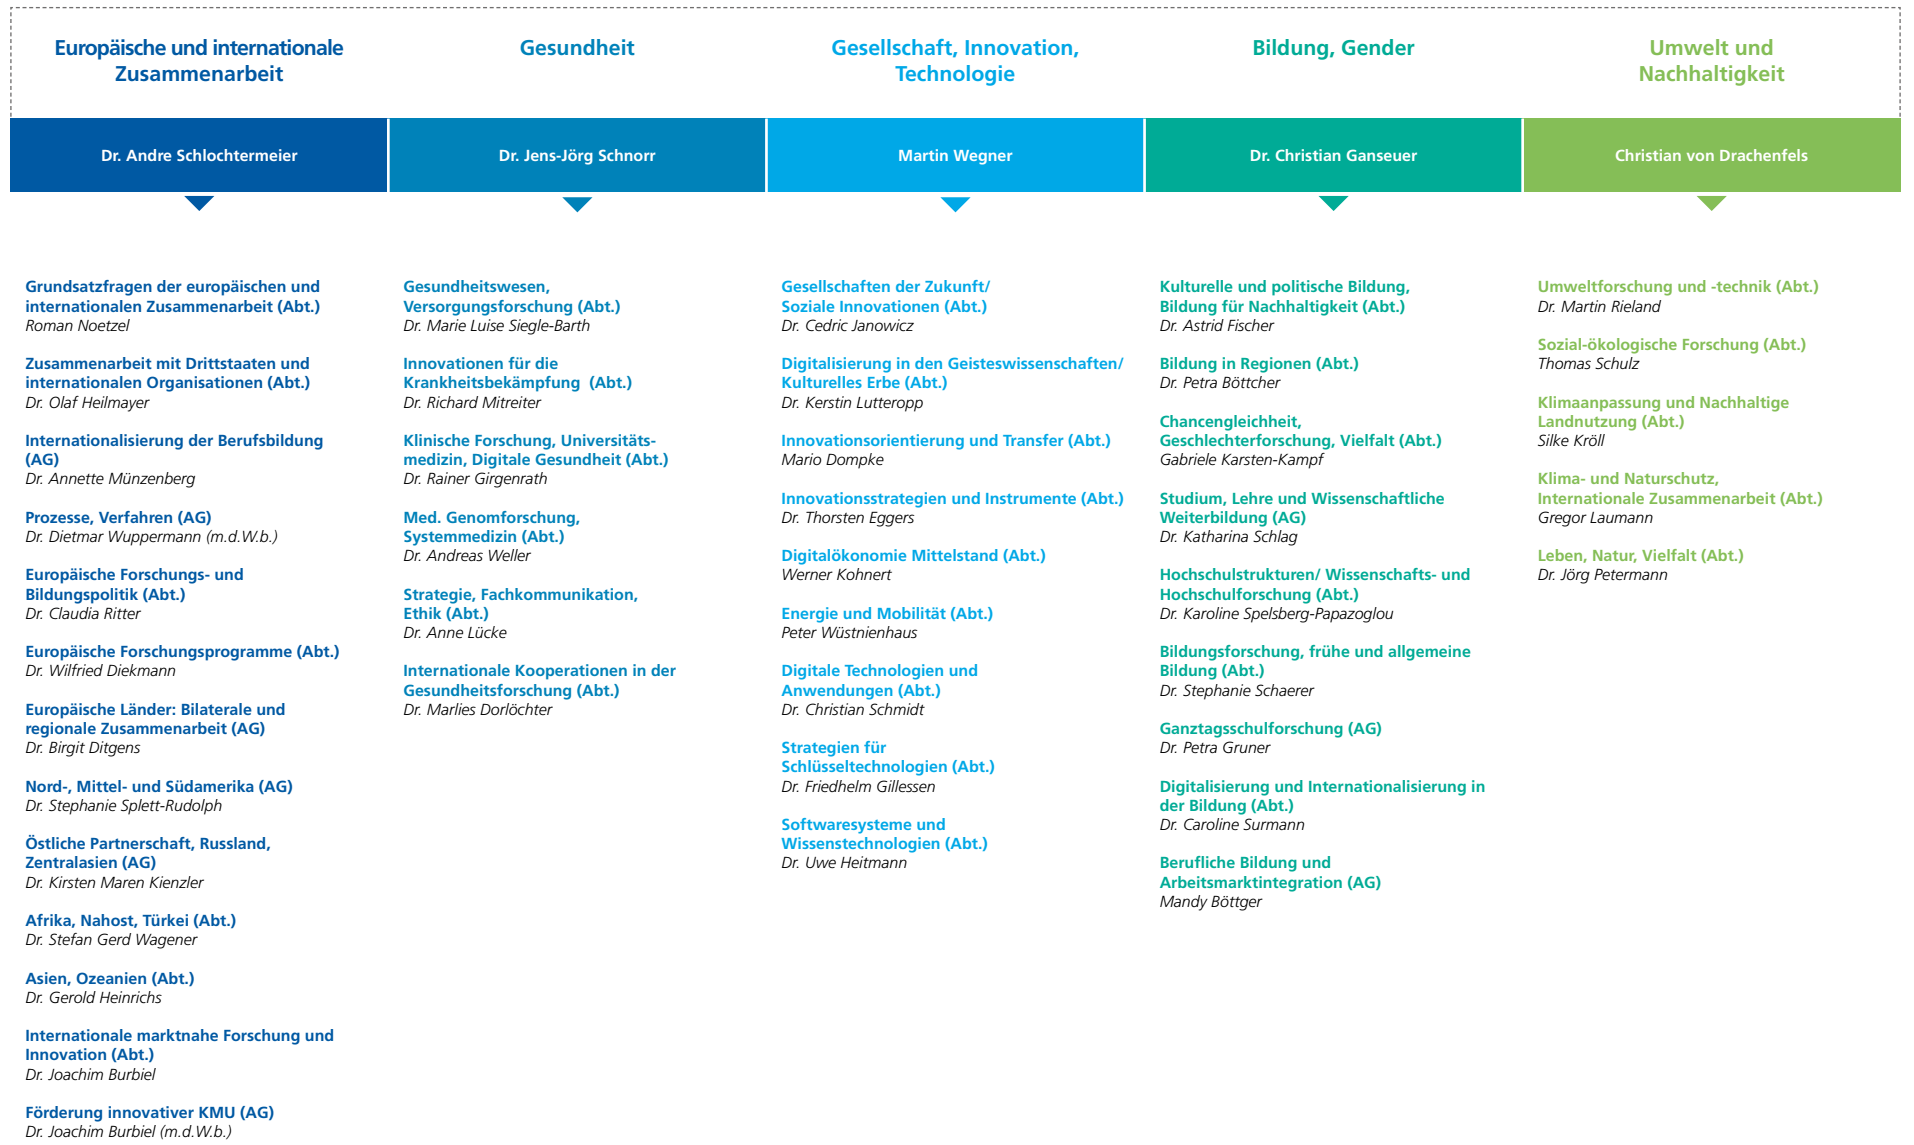 Europäische und internationale
Zusammenarbeit
Dr. Andre Schlochtermeier
Grundsatzfragen der europäischen und
internationalen Zusammenarbeit (Abt.)
Roman Noetzel
Zusammenarbeit mit Drittstaaten und
internationalen Organisationen (Abt.)
Dr. Olaf Heilmayer
Internationalisierung der Berufsbildung
(AG)
Dr. Annette Münzenberg
Prozesse, Verfahren (AG)
Dr. Dietmar Wuppermann (m.d.W.b.)
Europäische Forschungs- und
Bildungspolitik (Abt.)
Dr. Claudia Ritter
Europäische Forschungsprogramme (Abt.)
Dr. Wilfried Diekmann
Europäische Länder: Bilaterale und
regionale Zusammenarbeit (AG)
Dr. Birgit Ditgens
Nord-, Mittel- und Südamerika (AG)
Dr. Stephanie Splett-Rudolph
Östliche Partnerschaft, Russland,
Zentralasien (AG)
Dr. Kirsten Maren Kienzler
Afrika, Nahost, Türkei (Abt.)
Dr. Stefan Gerd Wagener
Asien, Ozeanien (Abt.)
Dr. Gerold Heinrichs
Internationale marktnahe Forschung und
Innovation (Abt.)
Dr. Joachim Burbiel
Förderung innovativer KMU (AG)
Dr. Joachim Burbiel (m.d.W.b.)
Gesundheit
Dr. Jens-Jörg Schnorr
Gesundheitswesen,
Versorgungsforschung (Abt.)
Dr. Marie Luise Siegle-Barth
Innovationen für die
Krankheitsbekämpfung (Abt.)
Dr. Richard Mitreiter
Klinische Forschung, Universitäts-
medizin, Digitale Gesundheit (Abt.)
Dr. Rainer Girgenrath
Med. Genomforschung,
Systemmedizin (Abt.)
Dr. Andreas Weller
Strategie, Fachkommunikation,
Ethik (Abt.)
Dr. Anne Lücke
Internationale Kooperationen in der
Gesundheitsforschung (Abt.)
Dr. Marlies Dorlöchter
Gesellschaft, Innovation,
Technologie
Martin Wegner
Gesellschaften der Zukunft/
Soziale Innovationen (Abt.)
Dr. Cedric Janowicz
Digitalisierung in den Geisteswissenschaften/
Kulturelles Erbe (Abt.)
Dr. Kerstin Lutteropp
Innovationsorientierung und Transfer (Abt.)
Mario Dompke
Innovationsstrategien und Instrumente (Abt.)
Dr. Thorsten Eggers
Digitalökonomie Mittelstand (Abt.)
Werner Kohnert
Energie und Mobilität (Abt.)
Peter Wüstnienhaus
Digitale Technologien und
Anwendungen (Abt.)
Dr. Christian Schmidt
Strategien für
Schlüsseltechnologien (Abt.)
Dr. Friedhelm Gillessen
Softwaresysteme und
Wissenstechnologien (Abt.)
Dr. Uwe Heitmann
Bildung, Gender
Dr. Christian Ganseuer
Kulturelle und politische Bildung,
Bildung für Nachhaltigkeit (Abt.)
Dr. Astrid Fischer
Bildung in Regionen (Abt.)
Dr. Petra Böttcher
Chancengleichheit,
Geschlechterforschung, Vielfalt (Abt.)
Gabriele Karsten-Kampf
Studium, Lehre und Wissenschaftliche
Weiterbildung (AG)
Dr. Katharina Schlag
Hochschulstrukturen/ Wissenschafts- und
Hochschulforschung (Abt.)
Dr. Karoline Spelsberg-Papazoglou
Bildungsforschung, frühe und allgemeine
Bildung (Abt.)
Dr. Stephanie Schaerer
Ganztagsschulforschung (AG)
Dr. Petra Gruner
Digitalisierung und Internationalisierung in
der Bildung (Abt.)
Dr. Caroline Surmann
Berufliche Bildung und
Arbeitsmarktintegration (AG)
Mandy Böttger
Umwelt und
Nachhaltigkeit
Christian von Drachenfels
Umweltforschung und -technik (Abt.)
Dr. Martin Rieland
Sozial-ökologische Forschung (Abt.)
Thomas Schulz
Klimaanpassung und Nachhaltige
Landnutzung (Abt.)
Silke Kröll
Klima- und Naturschutz,
Internationale Zusammenarbeit (Abt.)
Gregor Laumann
Leben, Natur, Vielfalt (Abt.)
Dr. Jörg Petermann